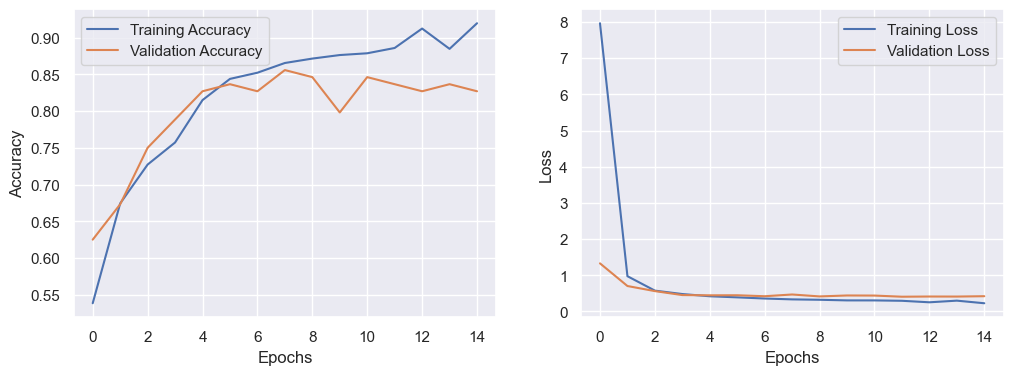 Training Accuracy
Validation Accuracy
0.90
0.85
0.80
0.75
0.70
0.65
0.60
0.55
Accuracy
0 2 4 6 8 10 12 14
Epochs
Training Loss
Validation Loss
8
7
6
5
4
3
2
1
0
Loss
0 2 4 6 8 10 12 14
Epochs